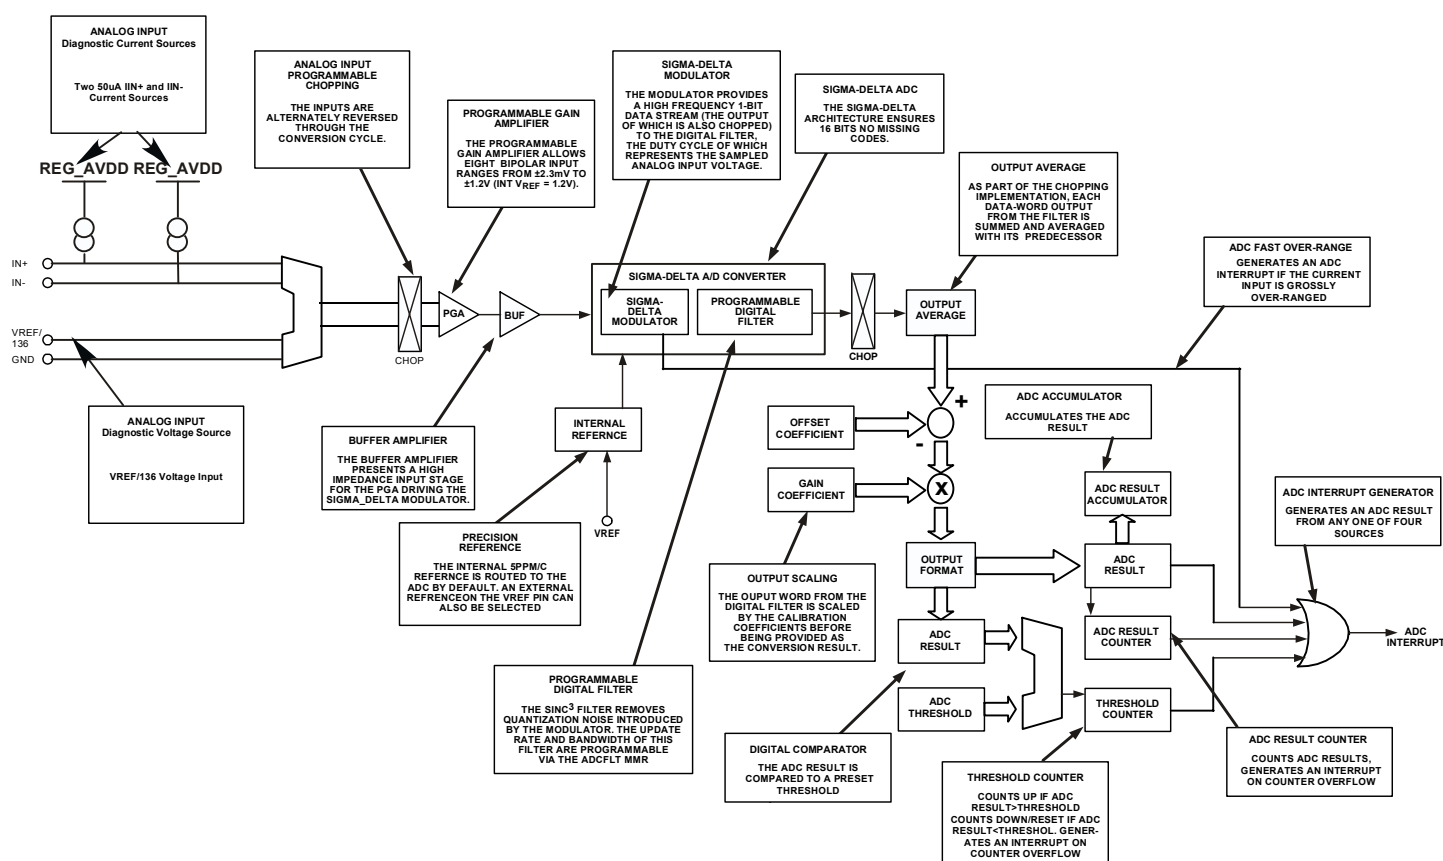 ANALOG INPUT
Diagnostic Current Sources
Two 50uA IIN+ and IIN-
Current Sources
REG_AVDD REG_AVDD
IN+
IN-
VREF/
136
GND
ANALOG INPUT
Diagnostic Voltage Source
VREF/136 Voltage Input
ANALOG INPUT
PROGRAMMABLE
CHOPPING
THE INPUTS ARE
ALTERNATELY REVERSED
THROUGH THE
CONVERSION CYCLE.
PROGRAMMABLE GAIN
AMPLIFIER
THE PROGRAMMABLE
GAIN AMPLIFIER ALLOWS
EIGHT BIPOLAR INPUT
RANGES FROM ±2.3mV TO
±1.2V (INT VREF = 1.2V).
SIGMA-DELTA
MODULATOR
THE MODULATOR PROVIDES
A HIGH FREQUENCY 1-BIT
DATA STREAM (THE OUTPUT
OF WHICH IS ALSO CHOPPED)
TO THE DIGITAL FILTER,
THE DUTY CYCLE OF WHICH
REPRESENTS THE SAMPLED
ANALOG INPUT VOLTAGE.
SIGMA-DELTA ADC
THE SIGMA-DELTA
ARCHITECTURE ENSURES
16 BITS NO MISSING
CODES.
OUTPUT AVERAGE
AS PART OF THE CHOPPING
IMPLEMENTATION, EACH
DATA-WORD OUTPUT
FROM THE FILTER IS
SUMMED AND AVERAGED
WITH ITS PREDECESSOR
ADC FAST OVER-RANGE
GENERATES AN ADC
INTERRUPT IF THE CURRENT
INPUT IS GROSSLY
OVER-RANGED
CHOP
PGA
BUF
SIGMA-DELTA A/D CONVERTER
SIGMA-
DELTA
MODULATOR
PROGRAMMABLE
DIGITAL
FILTER
CHOP
OUTPUT
AVERAGE
INTERNAL
REFERNCE
VREF
BUFFER AMPLIFIER
THE BUFFER AMPLIFIER
PRESENTS A HIGH
IMPEDANCE INPUT STAGE
FOR THE PGA DRIVING THE
SIGMA_DELTA MODULATOR.
PRECISION
REFERENCE
THE INTERNAL 5PPM/C
REFERNCE IS ROUTED TO THE
ADC BY DEFAULT. AN EXTERNAL
REFRENCEON THE VREF PIN CAN
ALSO BE SELECTED
PROGRAMMABLE
DIGITAL FILTER
THE SINC3 FILTER REMOVES
QUANTIZATION NOISE INTRODUCED
BY THE MODULATOR. THE UPDATE
RATE AND BANDWIDTH OF THIS
FILTER ARE PROGRAMMABLE
VIA THE ADCFLT MMR
OFFSET
COEFFICIENT
+
-
GAIN
COEFFICIENT
X
OUTPUT SCALING
THE OUPUT WORD FROM THE
DIGITAL FILTER IS SCALED
BY THE CALIBRATION
COEFFICIENTS BEFORE
BEING PROVIDED AS
THE CONVERSION RESULT.
OUTPUT
FORMAT
ADC ACCUMULATOR
ACCUMULATES THE ADC
RESULT
ADC RESULT
ACCUMULATOR
ADC
RESULT
ADC RESULT
COUNTER
ADC
RESULT
ADC
THRESHOLD
THRESHOLD
COUNTER
ADC INTERRUPT GENERATOR
GENERATES AN ADC RESULT
FROM ANY ONE OF FOUR
SOURCES
ADC
INTERRUPT
DIGITAL COMPARATOR
THE ADC RESULT IS
COMPARED TO A PRESET
THRESHOLD
THRESHOLD COUNTER
COUNTS UP IF ADC
RESULT>THRESHOLD
COUNTS DOWN/RESET IF ADC
RESULT<THRESHOL. GENER-
ATES AN INTERRUPT ON
COUNTER OVERFLOW
ADC RESULT COUNTER
COUNTS ADC RESULTS,
GENERATES AN INTERRUPT
ON COUNTER OVERFLOW